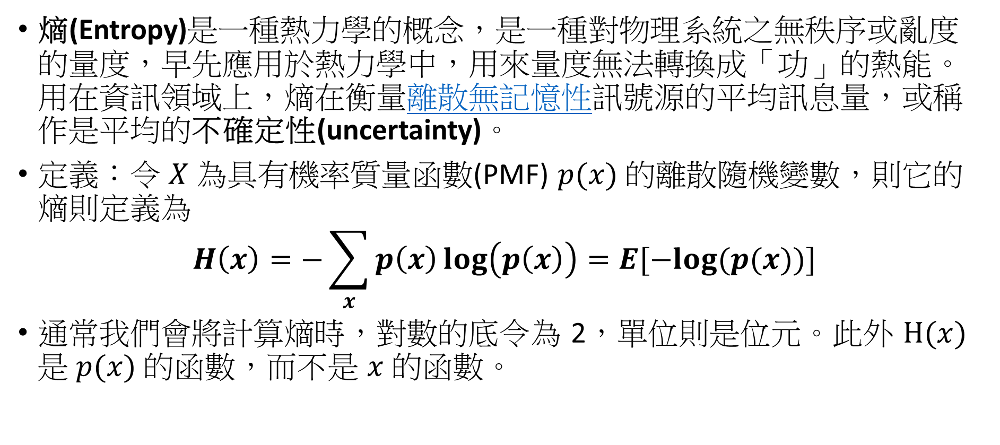 • 熵(Entropy)是一種熱力學的概念，是一種對物理系統之無秩序或亂度
的量度，早先應用於熱力學中，用來量度無法轉換成「功」的熱能。
用在資訊領域上，熵在衡量離散無記憶性訊號源的平均訊息量，或稱
作是平均的不確定性(uncertainty)。
• 定義：令 X 為具有機率質量函數(PMF) p(x) 的離散隨機變數，則它的
熵則定義為
H(x) = −∑ₓ p(x) log(p(x)) = E[−log(p(x))]
• 通常我們會將計算熵時，對數的底令為 2，單位則是位元。此外 H(x)
是 p(x) 的函數，而不是 x 的函數。